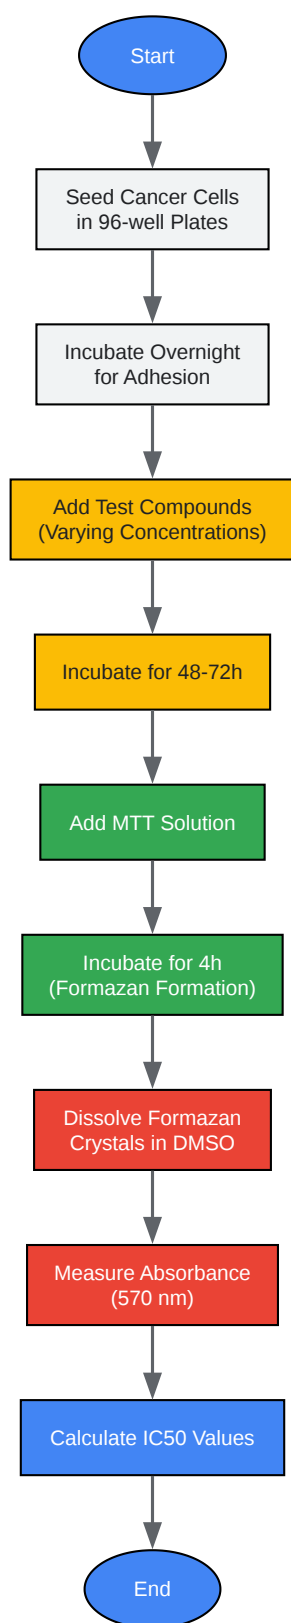 Start
Seed Cancer Cells
in 96-well Plates
Incubate Overnight
for Adhesion
Add Test Compounds
(Varying Concentrations)
Incubate for 48-72h
Add MTT Solution
Incubate for 4h
(Formazan Formation)
Dissolve Formazan
Crystals in DMSO
Measure Absorbance
(570 nm)
Calculate IC50 Values
End